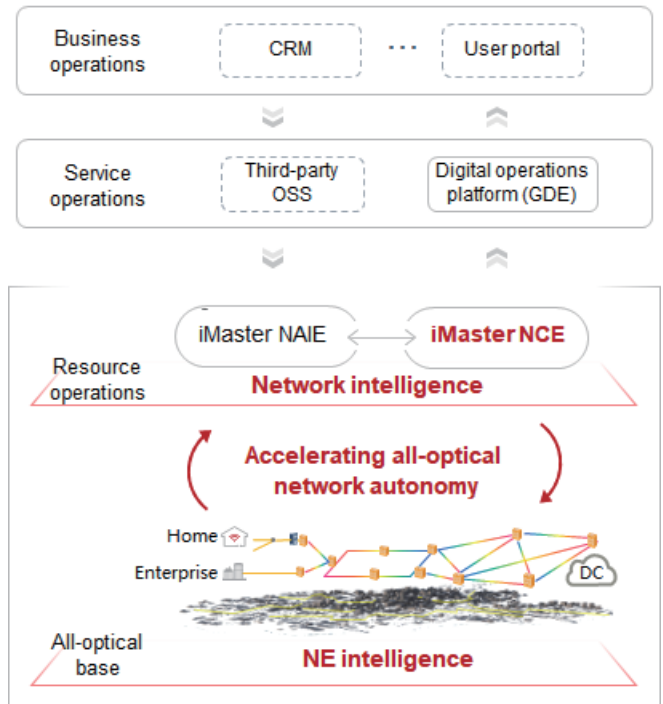 Business
operations
CRM
...
User portal
Service
operations
Third-party
OSS
Digital operations
platform (GDE)
iMaster NAIE
iMaster NCE
Resource
operations
Network intelligence
Accelerating all-optical
network autonomy
Home
Enterprise
DC
All-optical
base
NE intelligence